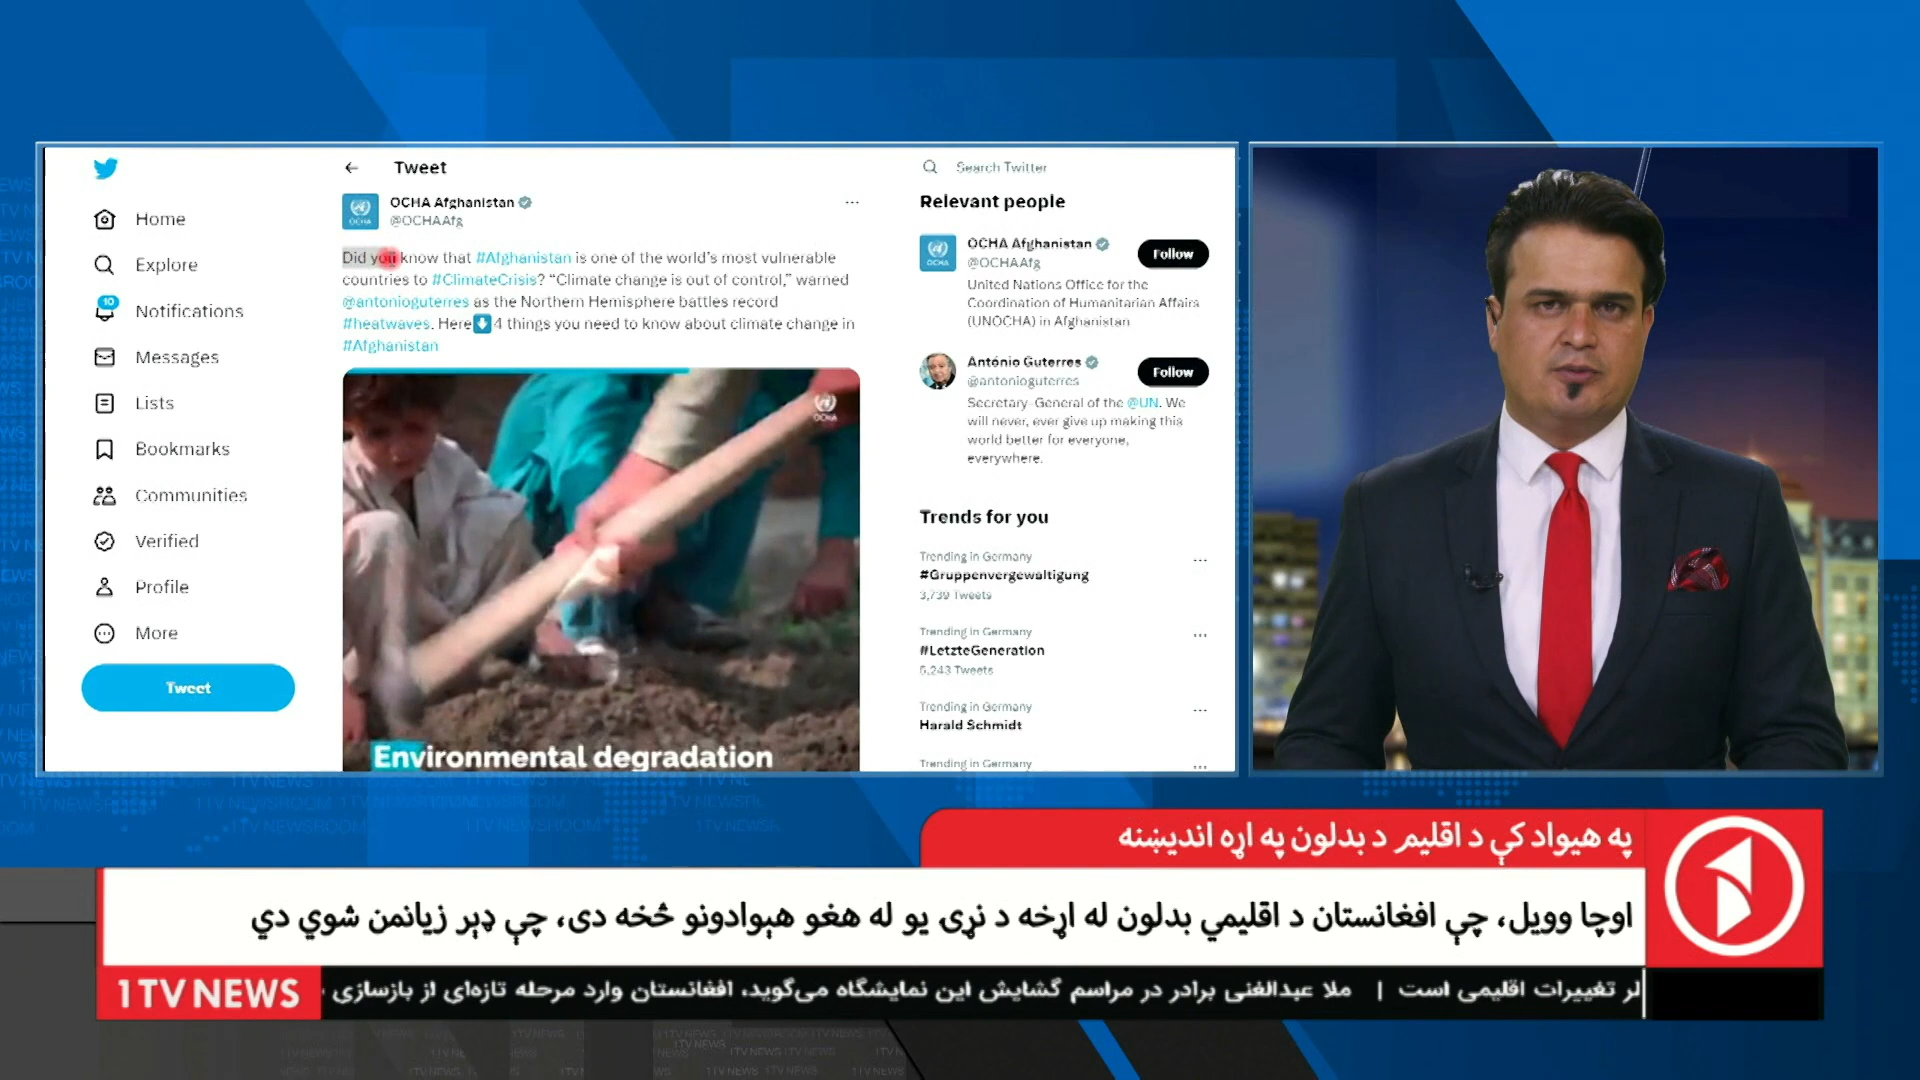 Home
Explore
10
Notifications
Messages
Lists
Bookmarks
Communities
Verified
Profile
More
Tweet
Tweet
OCHA Afghanistan
@OCHAAfg
Did you know that #Afghanistan is one of the world's most vulnerable
countries to #ClimateCrisis? “Climate change is out of control,” warned
@antonioguterres as the Northern Hemisphere battles record
#heatwaves. Here 4 things you need to know about climate change in
#Afghanistan
OCHA
Environmental degradation
Search Twitter
Relevant people
OCHA Afghanistan
@OCHAAfg
Follow
United Nations Office for the
Coordination of Humanitarian Affairs
(UNOCHA) in Afghanistan
António Guterres
@antonioguterres
Follow
Secretary-General of the @UN. We
will never, ever give up making this
world better for everyone,
everywhere.
Trends for you
Trending in Germany
#Gruppenvergewaltigung
3,739 Tweets
Trending in Germany
#LetzteGeneration
5,243 Tweets
Trending in Germany
Harald Schmidt
Trending in Germany
په هیواد کې د اقلیم د بدلون په اړه اندیښنه
اوچا وویل، چې افغانستان د اقلیمي بدلون له اړخه د نړۍ یو له هغو هېوادونو څخه دی، چې ډېر زیانمن شوي دي
1TV NEWS
لر تغییرات اقلیمی است | ملا عبدالغنی برادر در مراسم گشایش این نمایشگاه می‌گوید، افغانستان وارد مرحله تازه‌ای از بازسازی